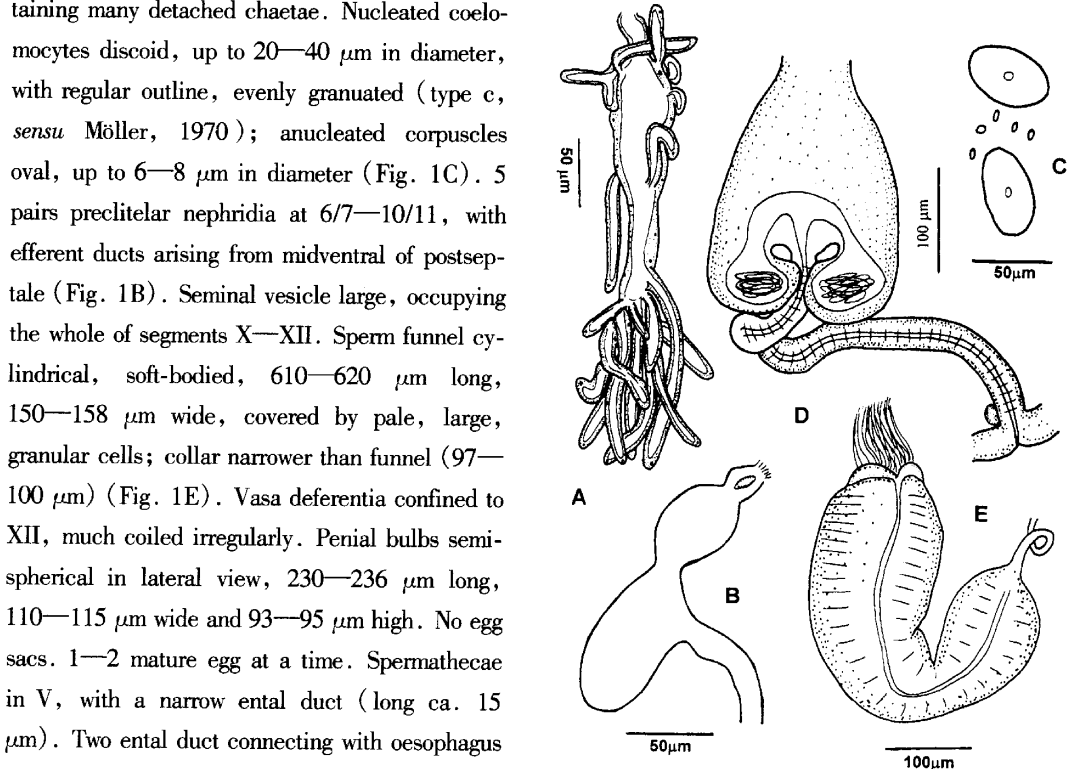 taining many detached chaetae. Nucleated coelo-
mocytes discoid, up to 20—40 μm in diameter,
with regular outline, evenly granuated (type c,
sensu Möller, 1970); anucleated corpuscles
oval, up to 6—8 μm in diameter (Fig. 1C). 5
pairs preclitelar nephridia at 6/7—10/11, with
efferent ducts arising from midventral of postsep-
tale (Fig. 1B). Seminal vesicle large, occupying
the whole of segments X—XII. Sperm funnel cy-
lindrical, soft-bodied, 610—620 μm long,
150—158 μm wide, covered by pale, large,
granular cells; collar narrower than funnel (97—
100 μm) (Fig. 1E). Vasa deferentia confined to
XII, much coiled irregularly. Penial bulbs semi-
spherical in lateral view, 230—236 μm long,
110—115 μm wide and 93—95 μm high. No egg
sacs. 1—2 mature egg at a time. Spermathecae
in V, with a narrow ental duct (long ca. 15
μm). Two ental duct connecting with oesophagus
50 μm
A
100 μm
D
C
50μm
B
50μm
E
100μm